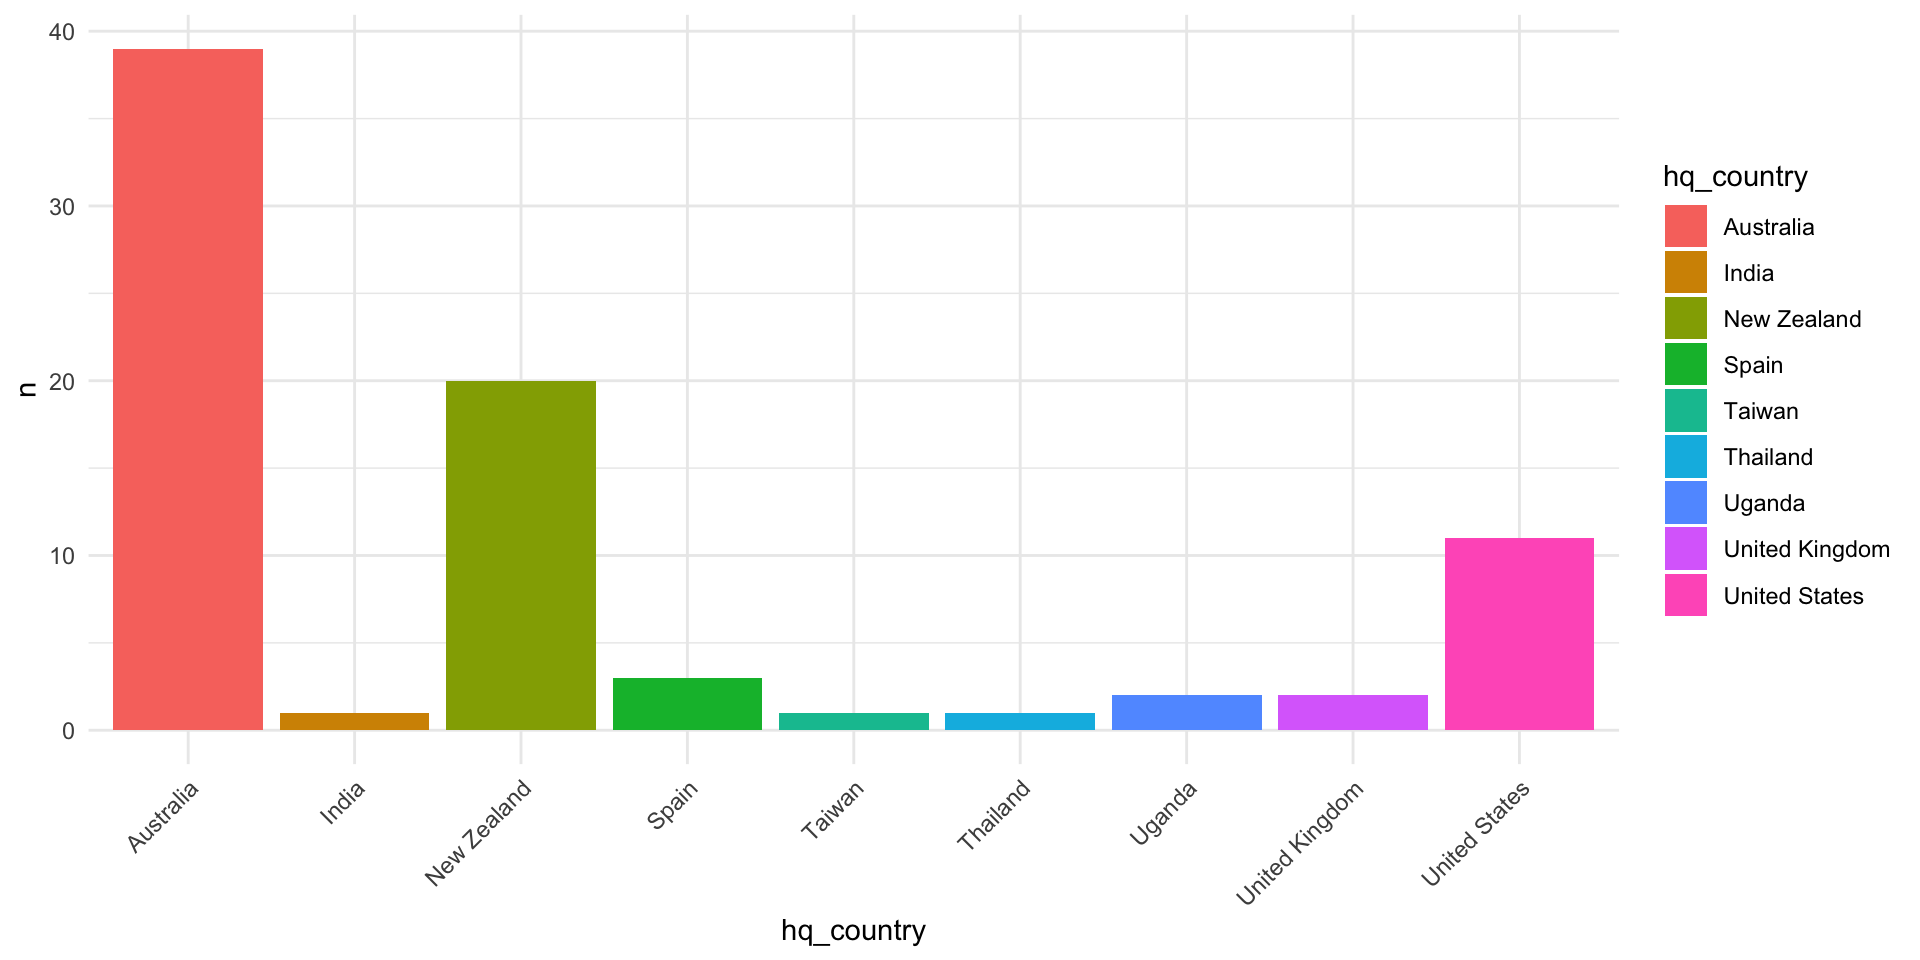 40
30
20
10
0
n
Australia
India
New Zealand
Spain
Taiwan
Thailand
Uganda
United Kingdom
United States
hq_country
hq_country
Australia
India
New Zealand
Spain
Taiwan
Thailand
Uganda
United Kingdom
United States